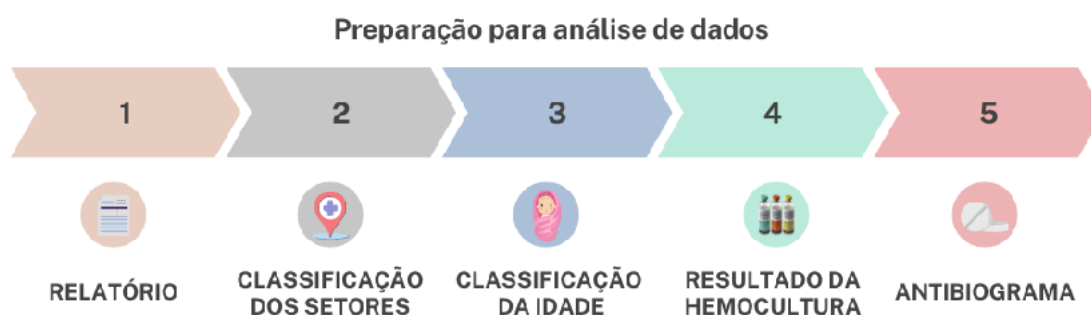 Preparação para análise de dados
1 2 3 4 5
RELATÓRIO
CLASSIFICAÇÃO
DOS SETORES
CLASSIFICAÇÃO
DA IDADE
RESULTADO DA
HEMOCULTURA
ANTIBIOGRAMA